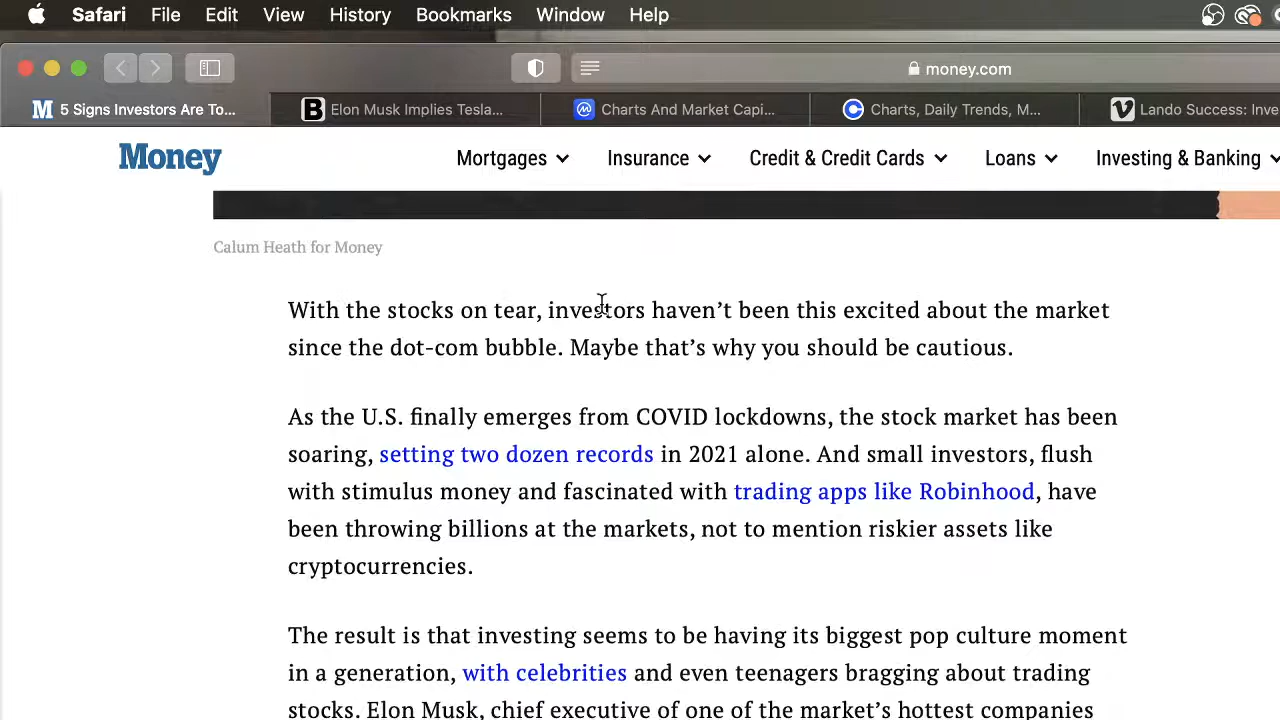 Safari File Edit View History Bookmarks Window Help
money.com
5 Signs Investors Are To... Elon Musk Implies Tesla... Charts And Market Capi... Charts, Daily Trends, M... Lando Success: Inve
Money Mortgages Insurance Credit & Credit Cards Loans Investing & Banking
Calum Heath for Money
With the stocks on tear, investors haven’t been this excited about the market
since the dot-com bubble. Maybe that’s why you should be cautious.
As the U.S. finally emerges from COVID lockdowns, the stock market has been
soaring, setting two dozen records in 2021 alone. And small investors, flush
with stimulus money and fascinated with trading apps like Robinhood, have
been throwing billions at the markets, not to mention riskier assets like
cryptocurrencies.
The result is that investing seems to be having its biggest pop culture moment
in a generation, with celebrities and even teenagers bragging about trading
stocks. Elon Musk, chief executive of one of the market’s hottest companies